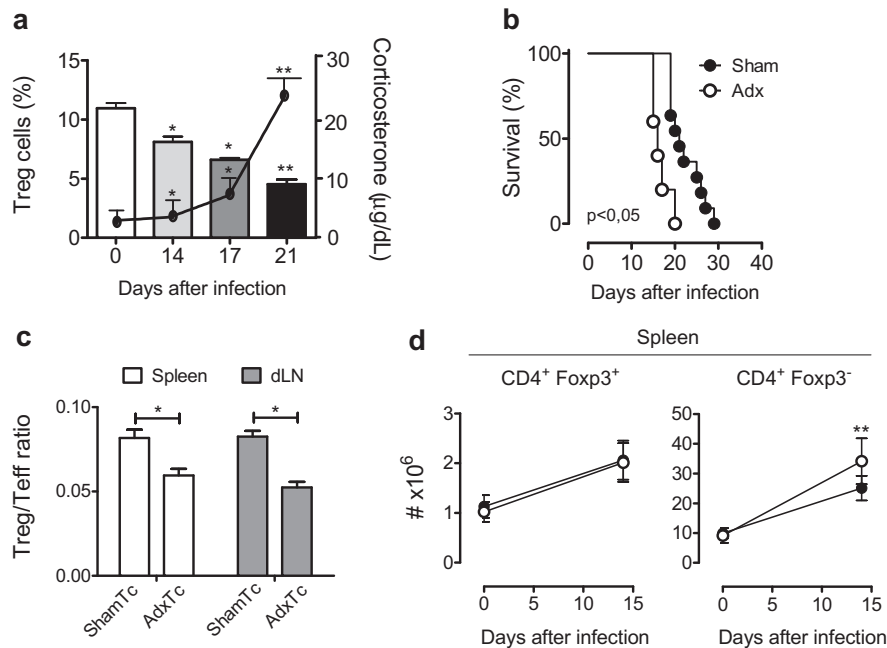 a
15
10
5
0
Treg cells (%)
30
20
10
0
Corticosterone (µg/dL)
*
*
*
*
**
**
0 14 17 21
Days after infection
b
100
50
0
Survival (%)
Sham
Adx
p<0,05
0 10 20 30 40
Days after infection
c
Spleen dLN
0.10
0.05
0.00
Treg/Teff ratio
* *
ShamTc AdxTc ShamTc AdxTc
d
Spleen
CD4+ Foxp3+
3
2
1
0
# x10⁶
0 5 10 15
Days after infection
CD4+ Foxp3-
50
40
30
20
10
0
**
0 5 10 15
Days after infection